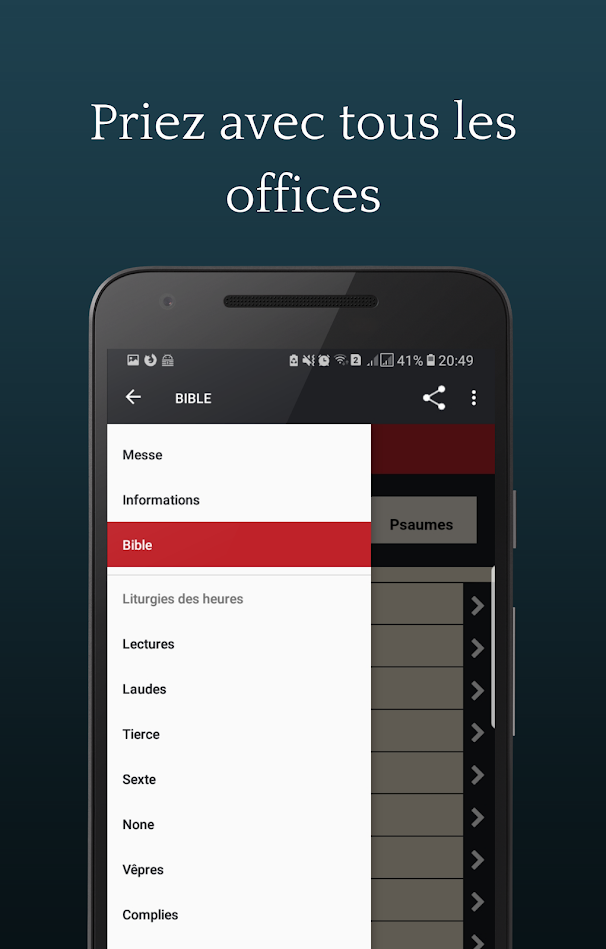 Priez avec tous les
offices
2 41% 20:49
BIBLE
Messe
Informations
Psaumes
Bible
Liturgies des heures
Lectures
Laudes
Tierce
Sexte
None
Vêpres
Complies